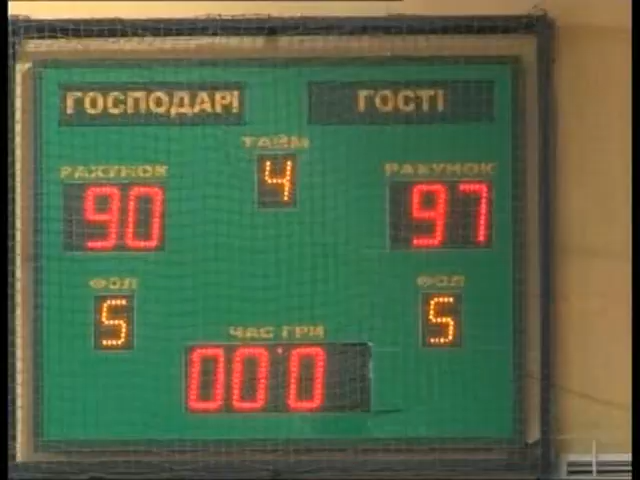 ГОСПОДАРІ ГОСТІ
ТАЙМ
РАХУНОК 4 РАХУНОК
90 97
ФОЛ ФОЛ
5 5
ЧАС ГРИ
00:0